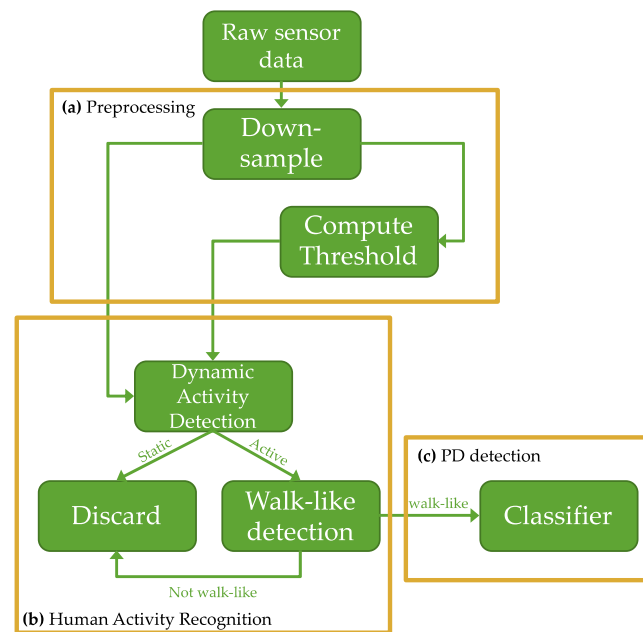 Raw sensor
data
(a) Preprocessing
Down-
sample
Compute
Threshold
Dynamic
Activity
Detection
Static
Active
(c) PD detection
Discard
Walk-like
detection
walk-like
Classifier
Not walk-like
(b) Human Activity Recognition